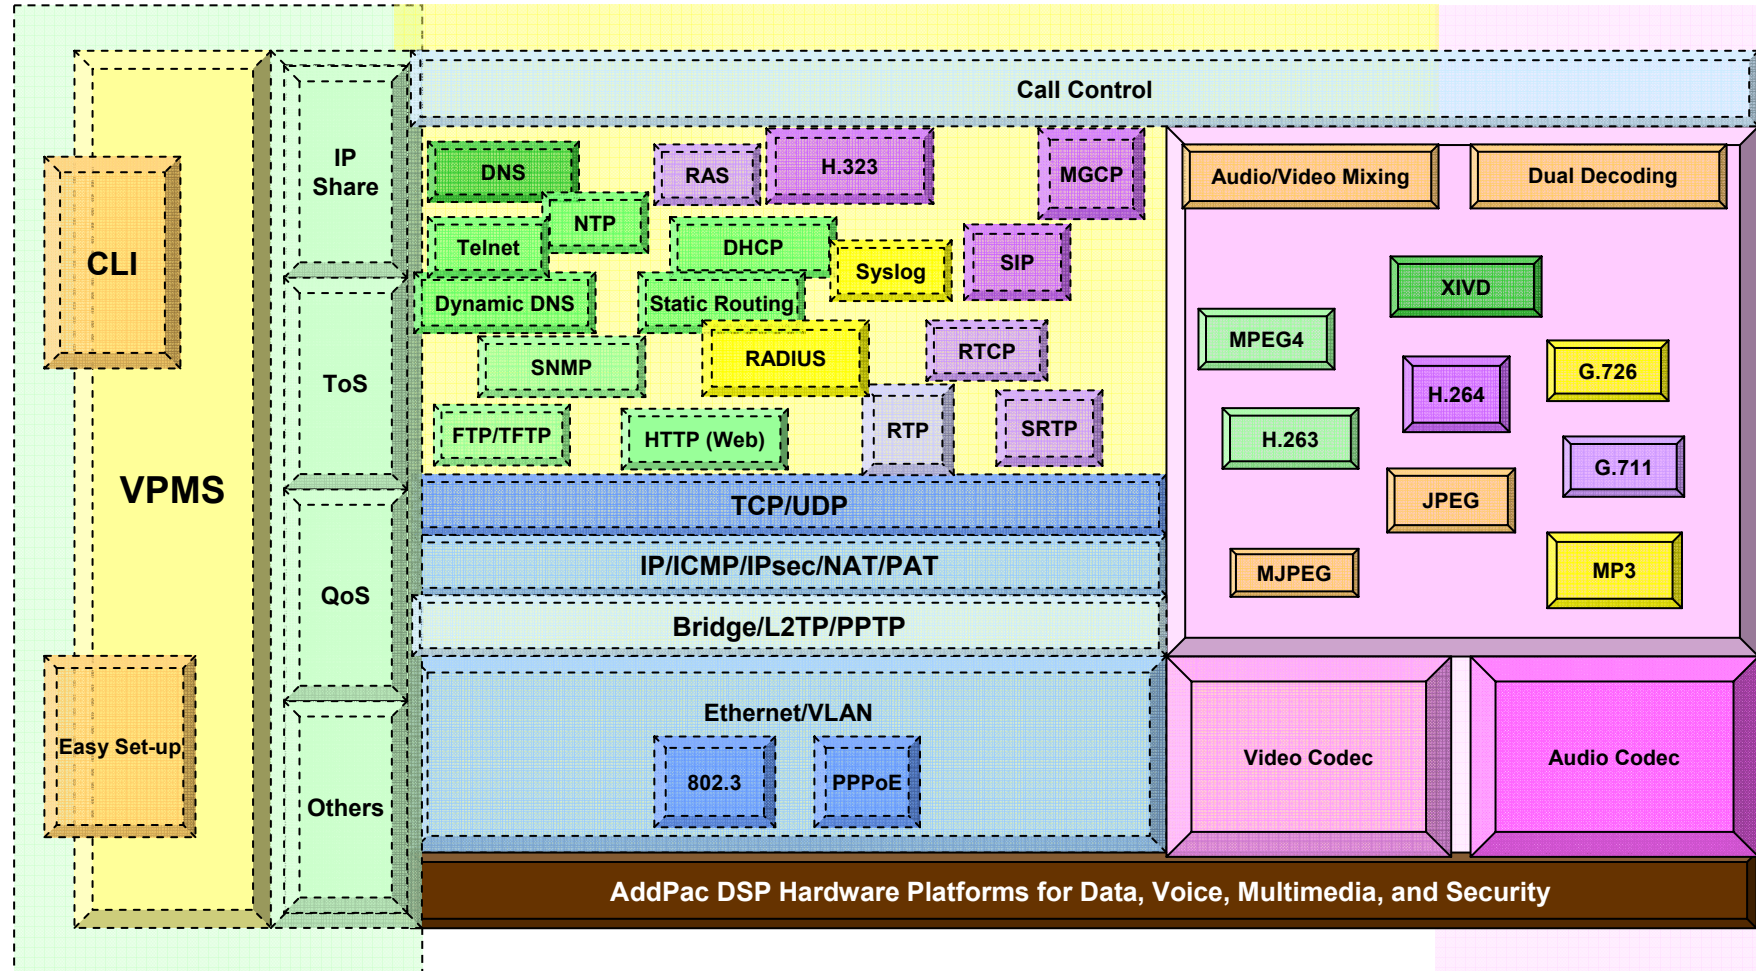 Call Control
IP
Share
DNS
RAS
H.323
MGCP
Audio/Video Mixing
Dual Decoding
NTP
CLI
Telnet
DHCP
Syslog
SIP
XIVD
Dynamic DNS
Static Routing
MPEG4
SNMP
RADIUS
RTCP
G.726
ToS
H.264
FTP/TFTP
HTTP (Web)
RTP
SRTP
H.263
G.711
VPMS
TCP/UDP
JPEG
IP/ICMP/IPsec/NAT/PAT
MJPEG
MP3
QoS
Bridge/L2TP/PPTP
Ethernet/VLAN
Easy Set-up
802.3
PPPoE
Video Codec
Audio Codec
Others
AddPac DSP Hardware Platforms for Data, Voice, Multimedia, and Security